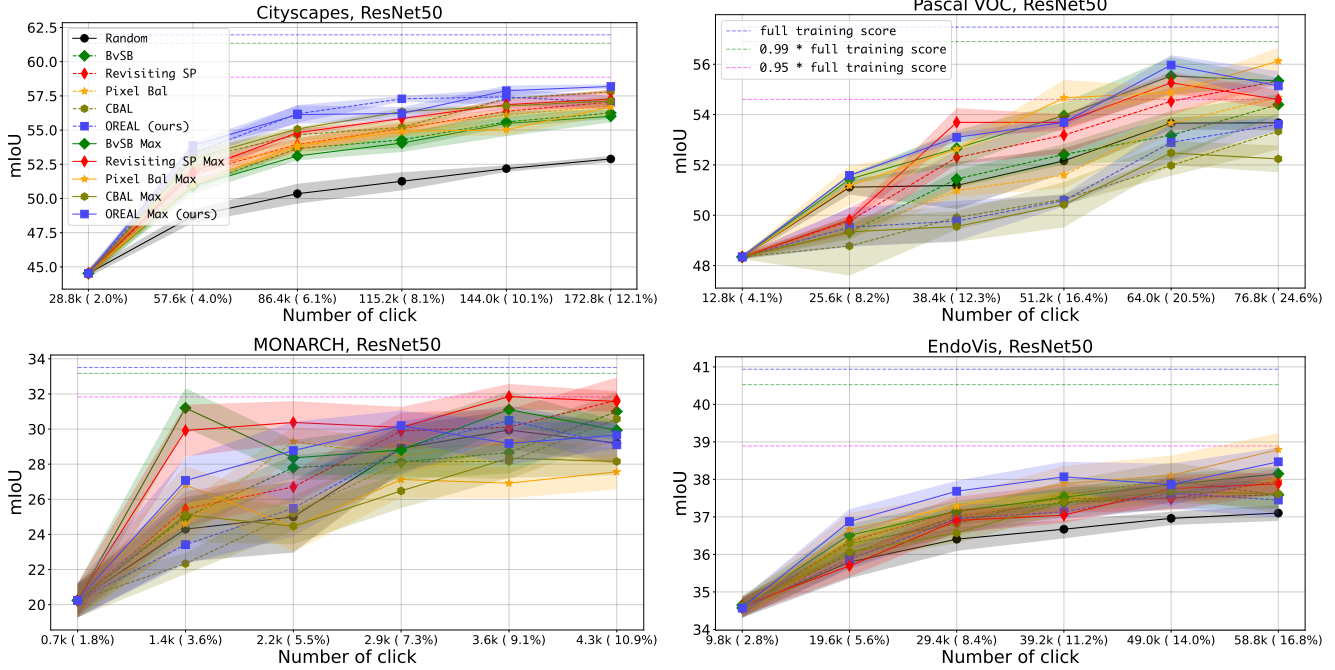 Cityscapes, ResNet50
62.5
60.0
57.5
55.0
52.5
50.0
47.5
45.0
mIoU
Random
BvSB
Revisiting SP
Pixel Bal
CBAL
OREAL (ours)
BvSB Max
Revisiting SP Max
Pixel Bal Max
CBAL Max
OREAL Max (ours)
28.8k ( 2.0%)
57.6k ( 4.0%)
86.4k ( 6.1%)
115.2k ( 8.1%)
144.0k ( 10.1%)
172.8k ( 12.1%)
Number of click
Pascal VOC, ResNet50
56
54
52
50
48
mIoU
full training score
0.99 * full training score
0.95 * full training score
12.8k ( 4.1%)
25.6k ( 8.2%)
38.4k ( 12.3%)
51.2k ( 16.4%)
64.0k ( 20.5%)
76.8k ( 24.6%)
Number of click
MONARCH, ResNet50
34
32
30
28
26
24
22
20
mIoU
0.7k ( 1.8%)
1.4k ( 3.6%)
2.2k ( 5.5%)
2.9k ( 7.3%)
3.6k ( 9.1%)
4.3k ( 10.9%)
Number of click
EndoVis, ResNet50
41
40
39
38
37
36
35
34
mIoU
9.8k ( 2.8%)
19.6k ( 5.6%)
29.4k ( 8.4%)
39.2k ( 11.2%)
49.0k ( 14.0%)
58.8k ( 16.8%)
Number of click